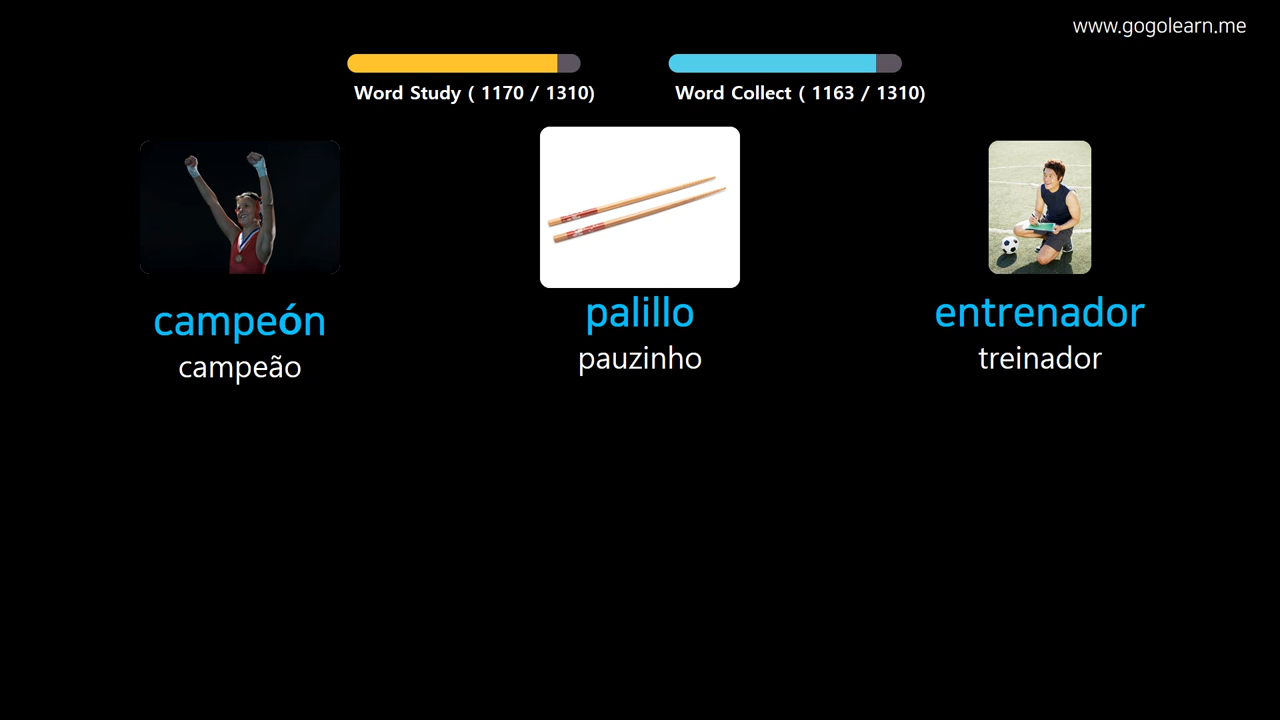 www.gogolearn.me
Word Study ( 1170 / 1310)
Word Collect ( 1163 / 1310)
campeón
campeão
palillo
pauzinho
entrenador
treinador